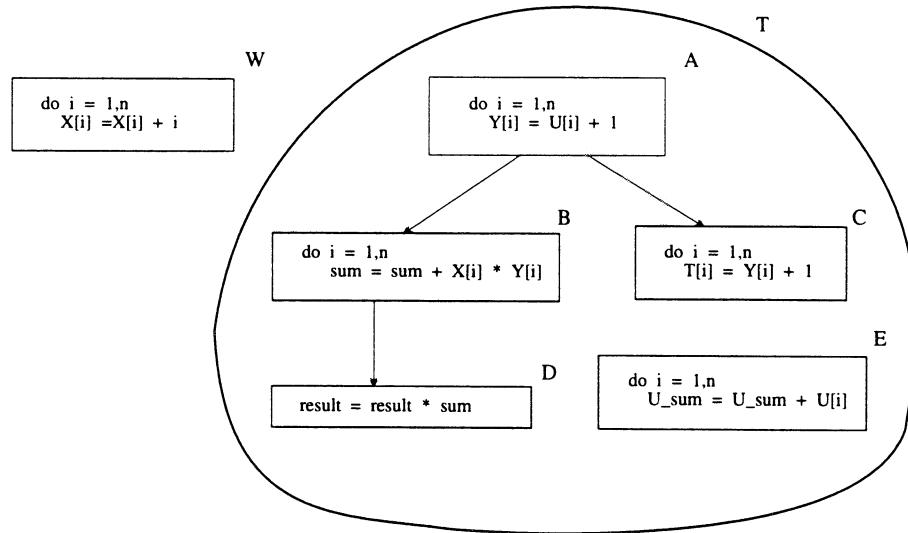 T
W
A
do i = 1,n
X[i] =X[i] + i
do i = 1,n
Y[i] = U[i] + 1
B
C
do i = 1,n
sum = sum + X[i] * Y[i]
do i = 1,n
T[i] = Y[i] + 1
E
D
do i = 1,n
U_sum = U_sum + U[i]
result = result * sum